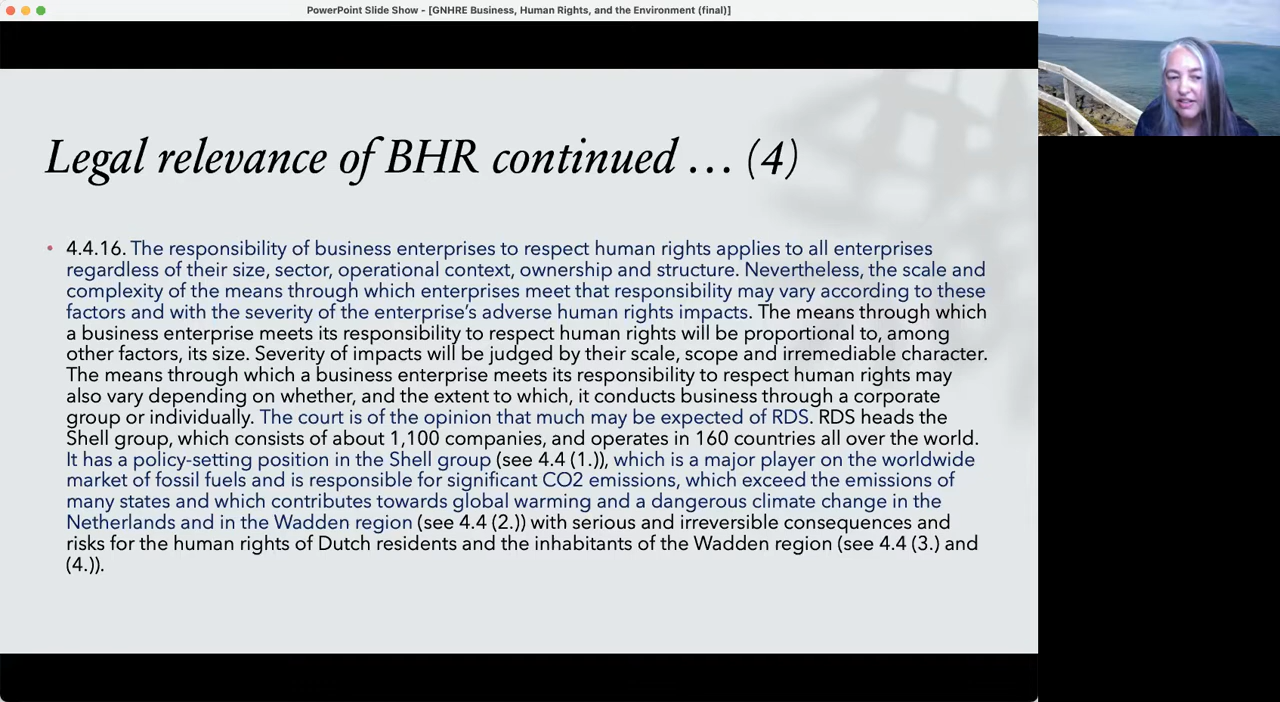 PowerPoint Slide Show - [GNHRE Business, Human Rights, and the Environment (final)]
Legal relevance of BHR continued … (4)
• 4.4.16. The responsibility of business enterprises to respect human rights applies to all enterprises
regardless of their size, sector, operational context, ownership and structure. Nevertheless, the scale and
complexity of the means through which enterprises meet that responsibility may vary according to these
factors and with the severity of the enterprise’s adverse human rights impacts. The means through which
a business enterprise meets its responsibility to respect human rights will be proportional to, among
other factors, its size. Severity of impacts will be judged by their scale, scope and irremediable character.
The means through which a business enterprise meets its responsibility to respect human rights may
also vary depending on whether, and the extent to which, it conducts business through a corporate
group or individually. The court is of the opinion that much may be expected of RDS. RDS heads the
Shell group, which consists of about 1,100 companies, and operates in 160 countries all over the world.
It has a policy-setting position in the Shell group (see 4.4 (1.)), which is a major player on the worldwide
market of fossil fuels and is responsible for significant CO2 emissions, which exceed the emissions of
many states and which contributes towards global warming and a dangerous climate change in the
Netherlands and in the Wadden region (see 4.4 (2.)) with serious and irreversible consequences and
risks for the human rights of Dutch residents and the inhabitants of the Wadden region (see 4.4 (3.) and
(4.)).